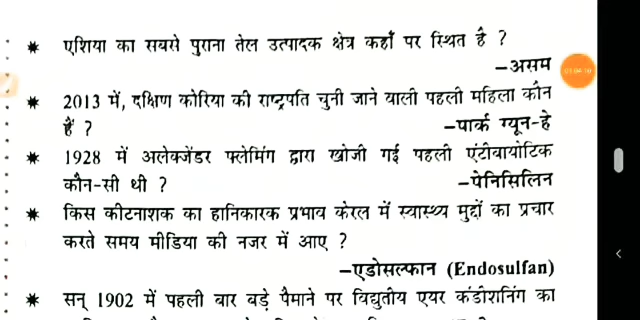 * एशिया का सबसे पुराना तेल उत्पादक क्षेत्र कहाँ पर स्थित है ?
–असम
* 2013 में, दक्षिण कोरिया की राष्ट्रपति चुनी जाने वाली पहली महिला कौन
हैं ? –पार्क ग्यून-हे
* 1928 में अलेक्जेंडर फ्लेमिंग द्वारा खोजी गई पहली एंटीबायोटिक
कौन-सी थी ? –पेनिसिलिन
* किस कीटनाशक का हानिकारक प्रभाव केरल में स्वास्थ्य मुद्दों का प्रचार
करते समय मीडिया की नजर में आए ?
–एडोसल्फान (Endosulfan)
* सन् 1902 में पहली बार बड़े पैमाने पर विद्युतीय एयर कंडीशनिंग का